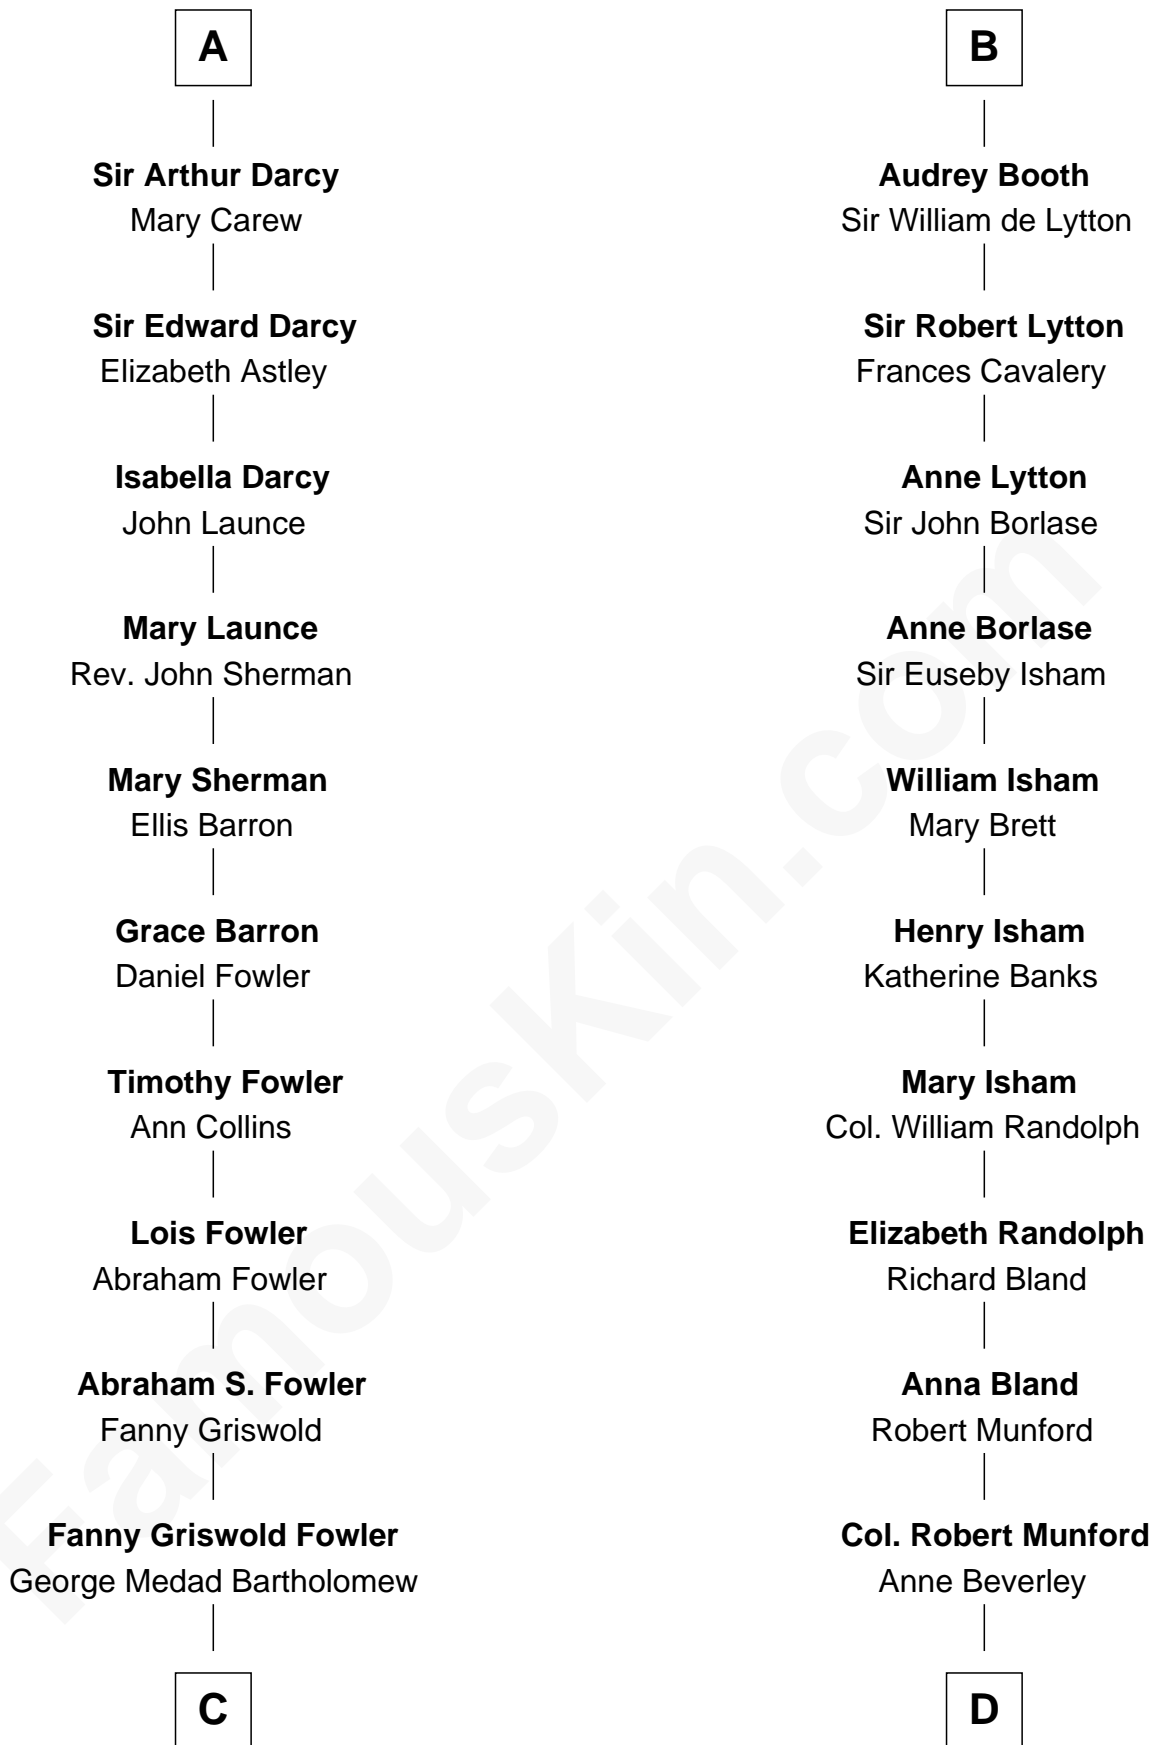 A
Sir Arthur Darcy
Mary Carew
Sir Edward Darcy
Elizabeth Astley
Isabella Darcy
John Launce
Mary Launce
Rev. John Sherman
Mary Sherman
Ellis Barron
Grace Barron
Daniel Fowler
Timothy Fowler
Ann Collins
Lois Fowler
Abraham Fowler
Abraham S. Fowler
Fanny Griswold
Fanny Griswold Fowler
George Medad Bartholomew
C
B
Audrey Booth
Sir William de Lytton
Sir Robert Lytton
Frances Cavalery
Anne Lytton
Sir John Borlase
Anne Borlase
Sir Euseby Isham
William Isham
Mary Brett
Henry Isham
Katherine Banks
Mary Isham
Col. William Randolph
Elizabeth Randolph
Richard Bland
Anna Bland
Robert Munford
Col. Robert Munford
Anne Beverley
D
FamousKin.com